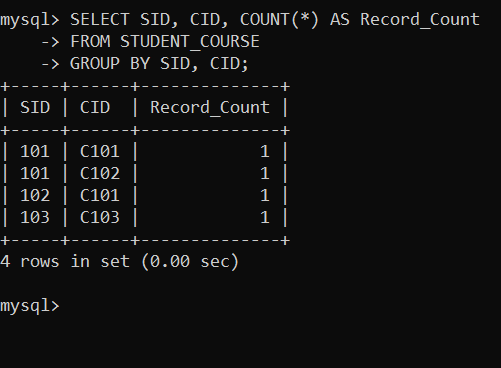 mysql> SELECT SID, CID, COUNT(*) AS Record_Count
    -> FROM STUDENT_COURSE
    -> GROUP BY SID, CID;
+-----+------+--------------+
| SID | CID  | Record_Count |
+-----+------+--------------+
| 101 | C101 |            1 |
| 101 | C102 |            1 |
| 102 | C101 |            1 |
| 103 | C103 |            1 |
+-----+------+--------------+
4 rows in set (0.00 sec)
mysql>